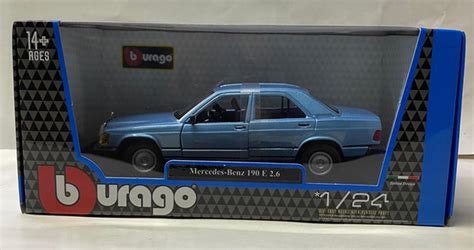 14+
AGES
burago
Mercedes-Benz 190 E 2.6
burago
*1/24